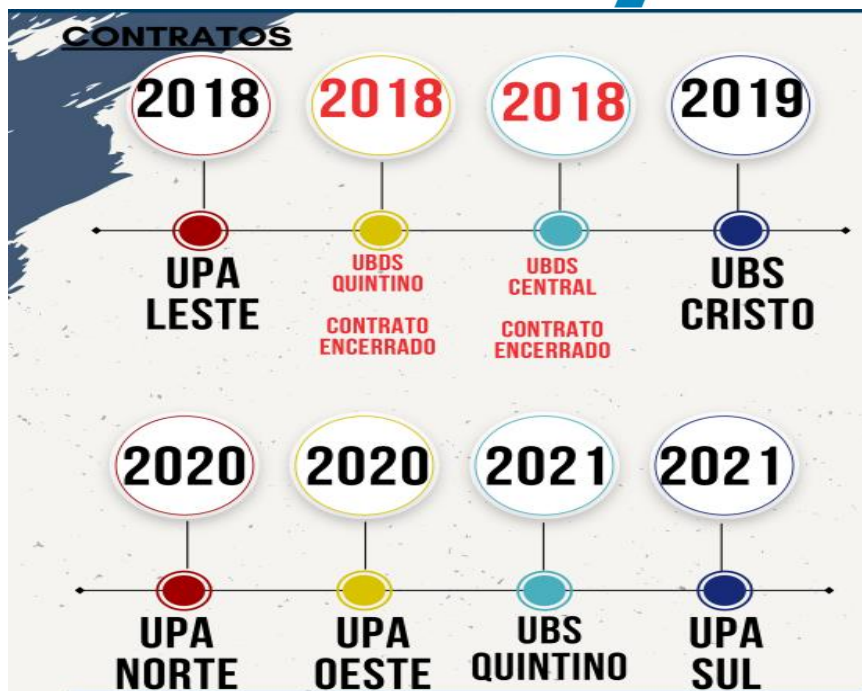 CONTRATOS
2018
2018
2018
2019
UPA
LESTE
UBDS
QUINTINO
CONTRATO
ENCERRADO
UBDS
CENTRAL
CONTRATO
ENCERRADO
UBS
CRISTO
2020
2020
2021
2021
UPA
NORTE
UPA
OESTE
UBS
QUINTINO
UPA
SUL